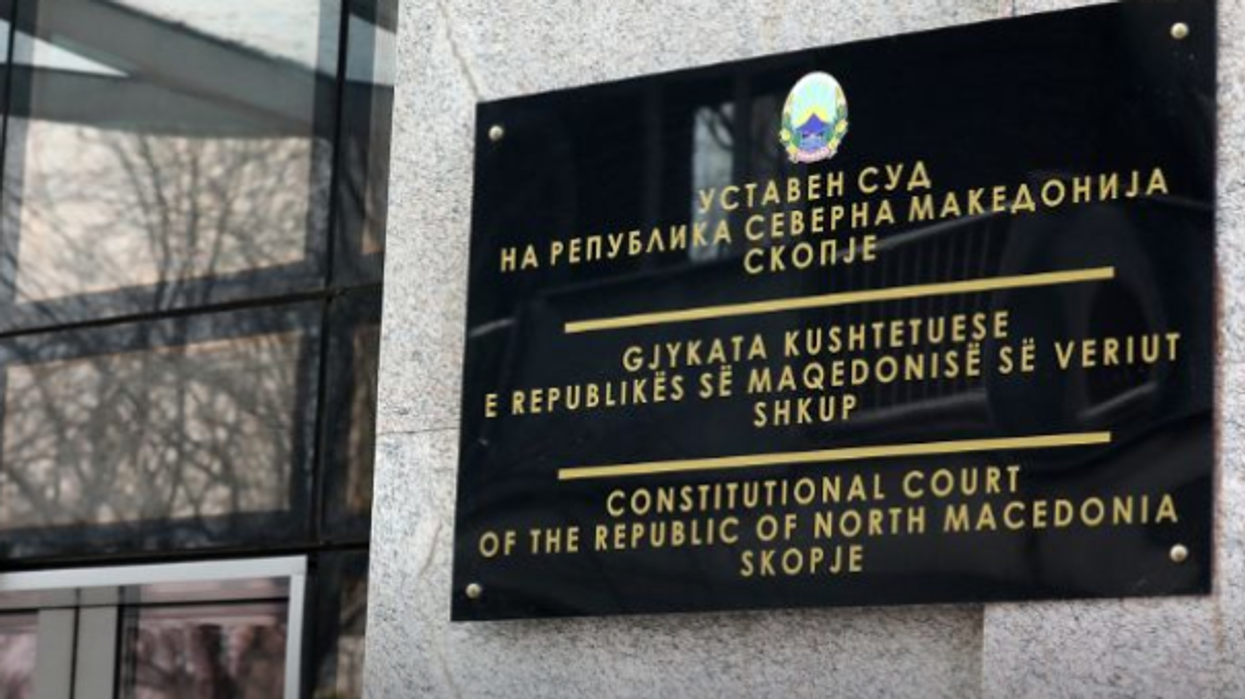 УСТАВЕН СУД
НА РЕПУБЛИКА СЕВЕРНА МАКЕДОНИЈА
СКОПЈЕ
GJYKATA KUSHTETUESE
E REPUBLIKËS SË MAQEDONISË SË VERIUT
SHKUP
CONSTITUTIONAL COURT
OF THE REPUBLIC OF NORTH MACEDONIA
SKOPJE